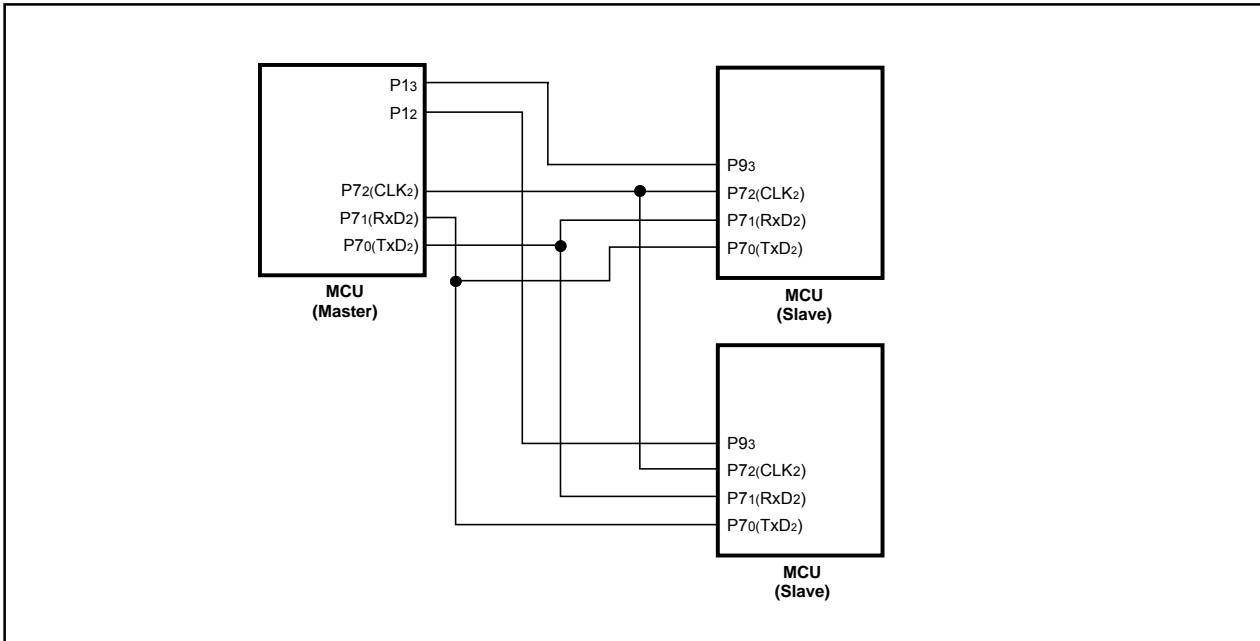 P13
P12
P72(CLK2)
P71(RxD2)
P70(TxD2)
MCU
(Master)
P93
P72(CLK2)
P71(RxD2)
P70(TxD2)
MCU
(Slave)
P93
P72(CLK2)
P71(RxD2)
P70(TxD2)
MCU
(Slave)